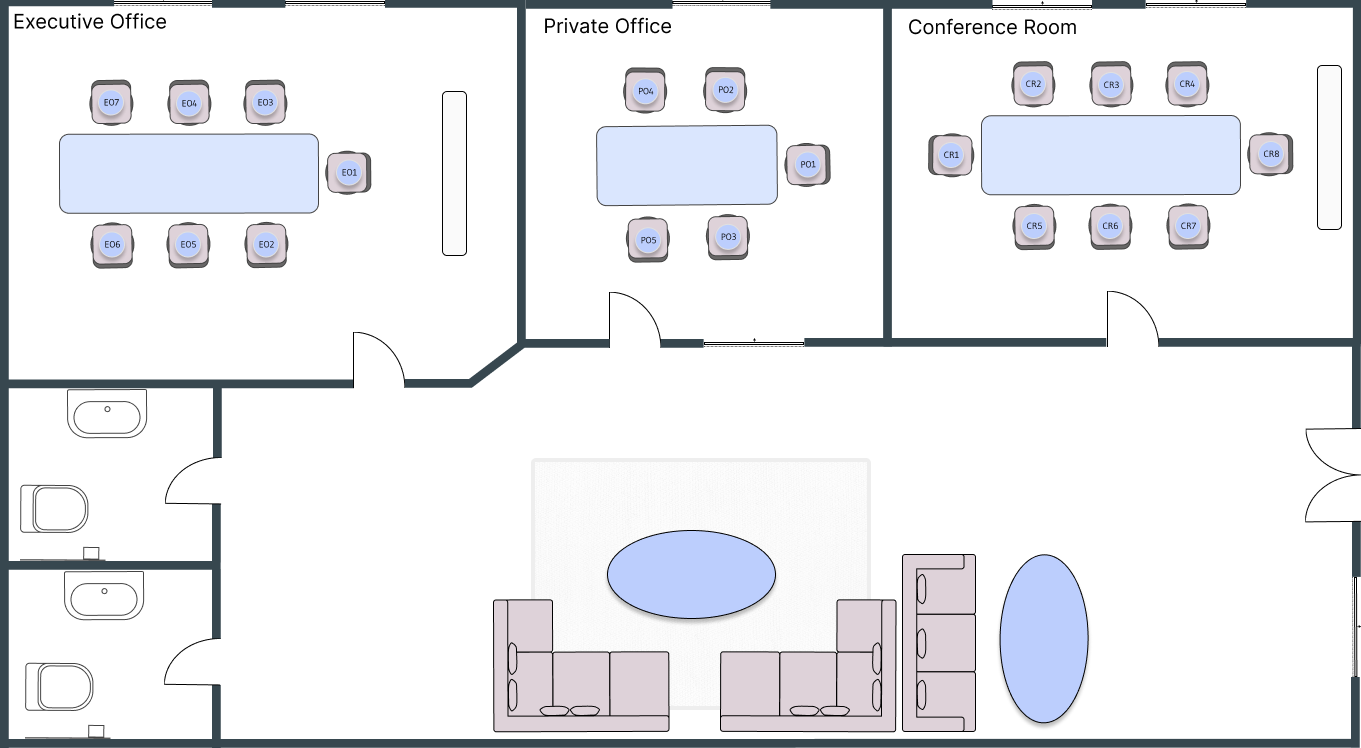 Executive Office
Private Office
Conference Room
EO7 EO4 EO3
EO1
EO6 EO5 EO2
PO4 PO2
PO1
PO5 PO3
CR2 CR3 CR4
CR1 CR8
CR5 CR6 CR7